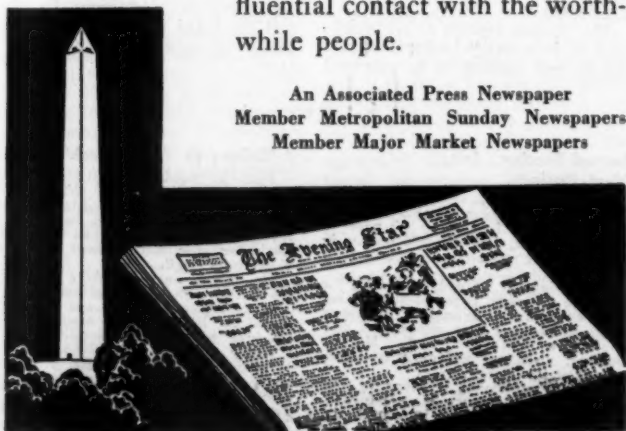 fluential contact with the worth-
while people.
An Associated Press Newspaper
Member Metropolitan Sunday Newspapers
Member Major Market Newspapers
The Evening Star